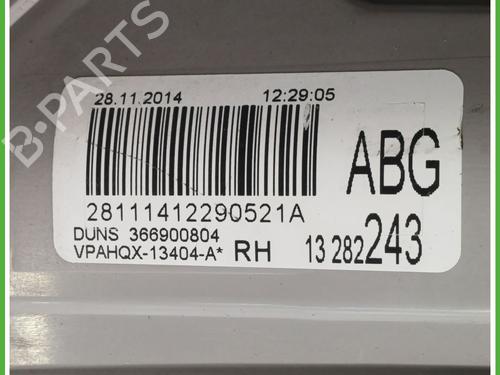 28.11.2014 12:29:05
ABG
28111412290521A
DUNS 366900804
VPAHQX-13404-A* RH 13 282 243
B-PARTS